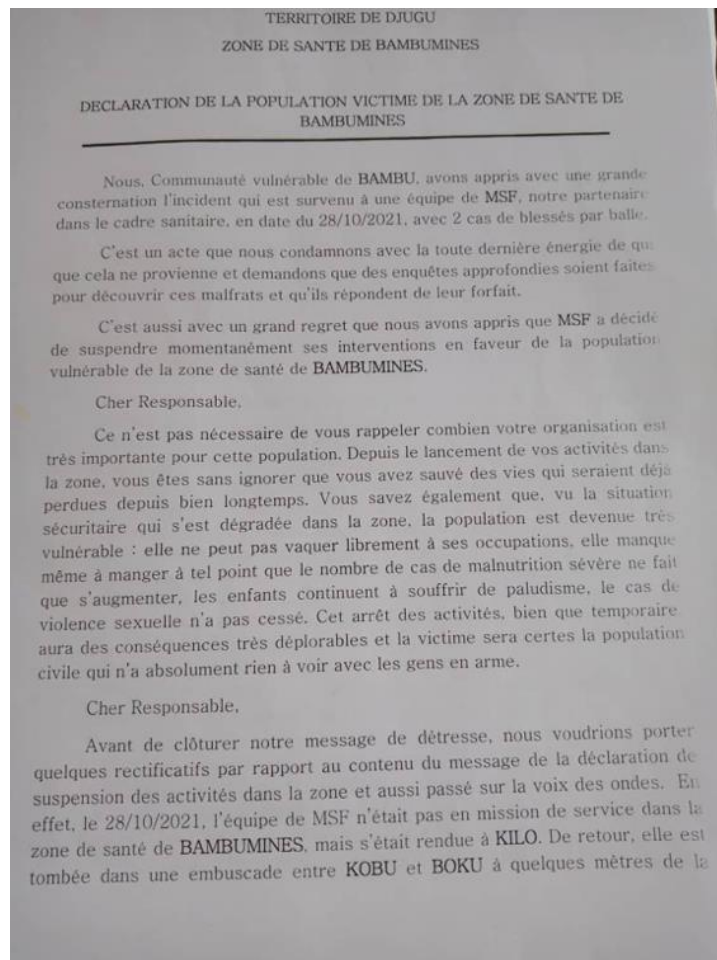 TERRITOIRE DE DJUGU
ZONE DE SANTE DE BAMBUMINES
DECLARATION DE LA POPULATION VICTIME DE LA ZONE DE SANTE DE
BAMBUMINES
Nous, Communauté vulnérable de BAMBU, avons appris avec une grande
consternation l'incident qui est survenu à une équipe de MSF, notre partenaire
dans le cadre sanitaire, en date du 28/10/2021, avec 2 cas de blessés par balle.
C'est un acte que nous condamnons avec la toute dernière énergie de qui
que cela ne provienne et demandons que des enquêtes approfondies soient faites
pour découvrir ces malfrats et qu'ils répondent de leur forfait.
C'est aussi avec un grand regret que nous avons appris que MSF a décidé
de suspendre momentanément ses interventions en faveur de la population
vulnérable de la zone de santé de BAMBUMINES.
Cher Responsable,
Ce n'est pas nécessaire de vous rappeler combien votre organisation est
très importante pour cette population. Depuis le lancement de vos activités dans
la zone, vous êtes sans ignorer que vous avez sauvé des vies qui seraient déjà
perdues depuis bien longtemps. Vous savez également que, vu la situation
sécuritaire qui s'est dégradée dans la zone, la population est devenue très
vulnérable : elle ne peut pas vaquer librement à ses occupations, elle manque
même à manger à tel point que le nombre de cas de malnutrition sévère ne fait
que s'augmenter, les enfants continuent à souffrir de paludisme, le cas de
violence sexuelle n'a pas cessé. Cet arrêt des activités, bien que temporaire
aura des conséquences très déplorables et la victime sera certes la population
civile qui n'a absolument rien à voir avec les gens en arme.
Cher Responsable,
Avant de clôturer notre message de détresse, nous voudrions porter
quelques rectificatifs par rapport au contenu du message de la déclaration de
suspension des activités dans la zone et aussi passé sur la voix des ondes. En
effet, le 28/10/2021, l'équipe de MSF n'était pas en mission de service dans la
zone de santé de BAMBUMINES, mais s'était rendue à KILO. De retour, elle est
tombée dans une embuscade entre KOBU et BOKU à quelques mètres de la